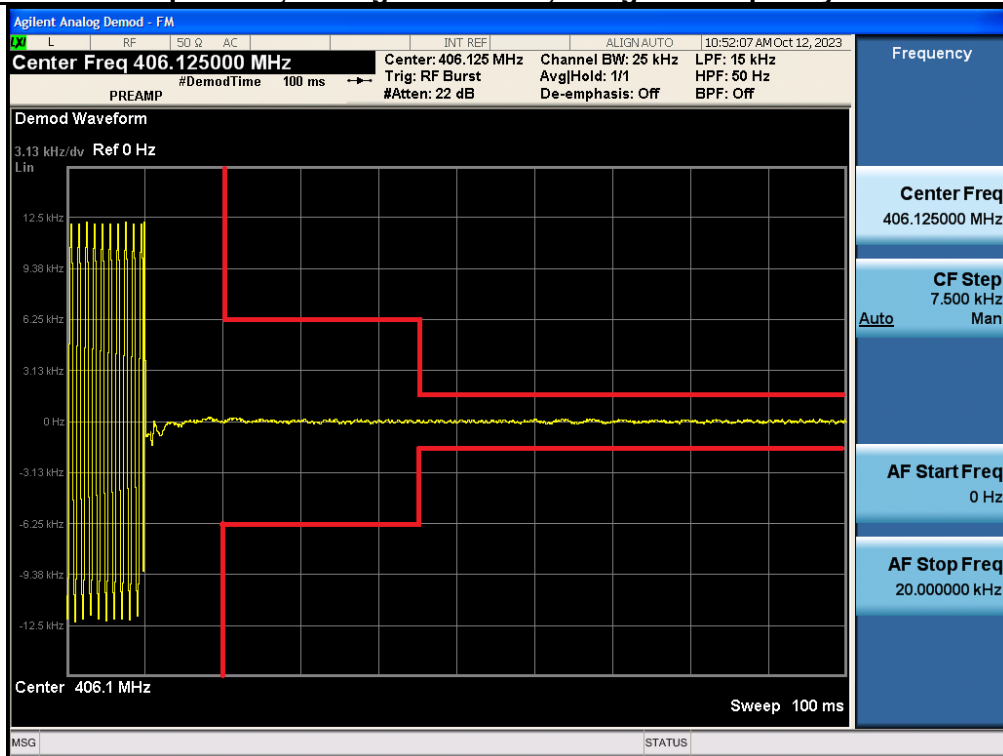 Agilent Analog Demod - FM
LXI L RF 50 Ω AC INT REF ALIGNAUTO 10:52:07 AM Oct 12, 2023
Center Freq 406.125000 MHz
#DemodTime 100 ms
PREAMP
Center: 406.125 MHz
Trig: RF Burst
#Atten: 22 dB
Channel BW: 25 kHz
Avg|Hold: 1/1
De-emphasis: Off
LPF: 15 kHz
HPF: 50 Hz
BPF: Off
Demod Waveform
3.13 kHz/dv Ref 0 Hz
Lin
12.5 kHz
9.38 kHz
6.25 kHz
3.13 kHz
0 Hz
-3.13 kHz
-6.25 kHz
-9.38 kHz
-12.5 kHz
Center 406.1 MHz
Sweep 100 ms
MSG STATUS
Frequency
Center Freq
406.125000 MHz
CF Step
7.500 kHz
Auto Man
AF Start Freq
0 Hz
AF Stop Freq
20.000000 kHz